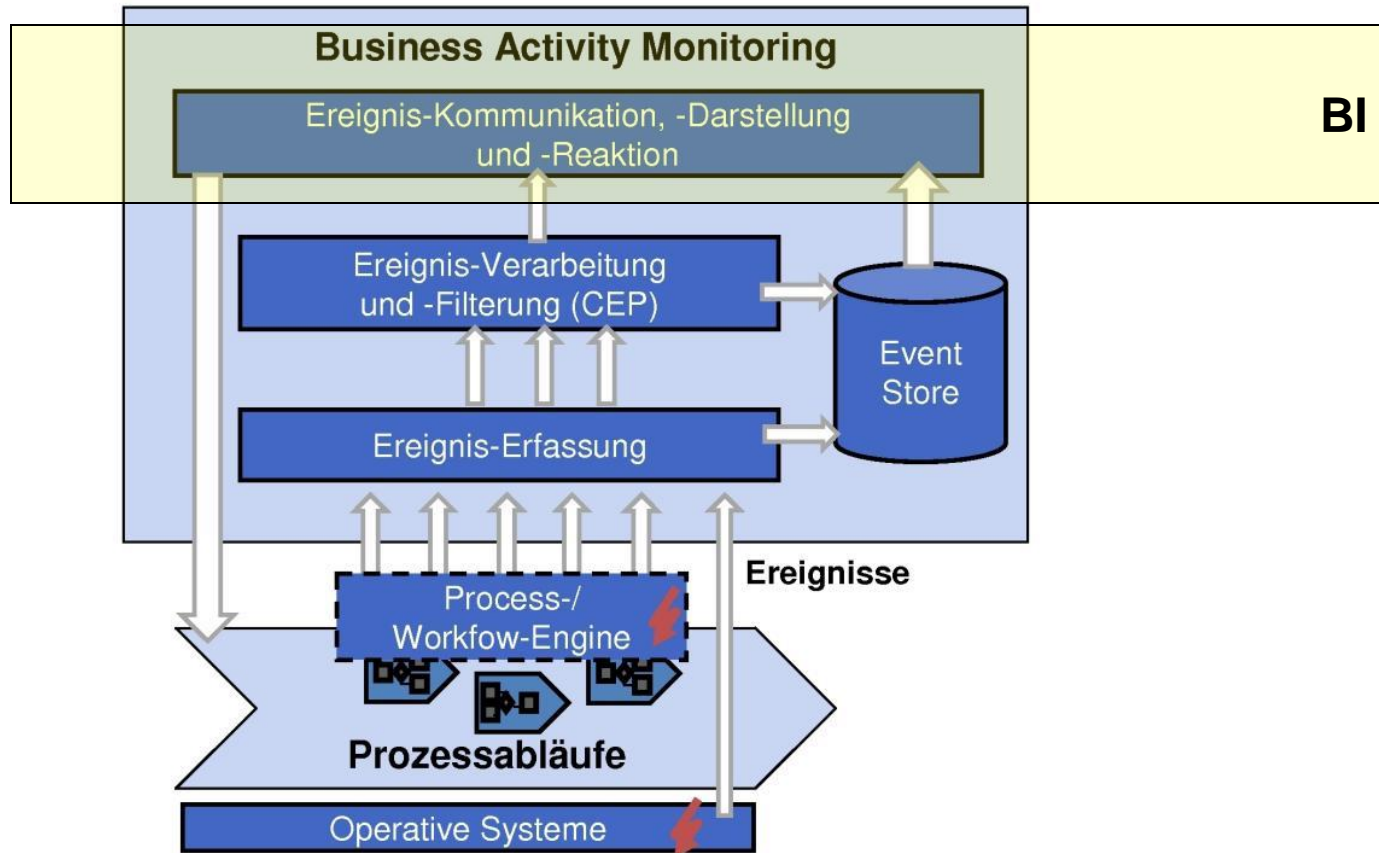 Business Activity Monitoring
Ereignis-Kommunikation, -Darstellung
und -Reaktion
BI
Ereignis-Verarbeitung
und -Filterung (CEP)
Event
Store
Ereignis-Erfassung
Ereignisse
Process-/
Workfow-Engine
Prozessabläufe
Operative Systeme